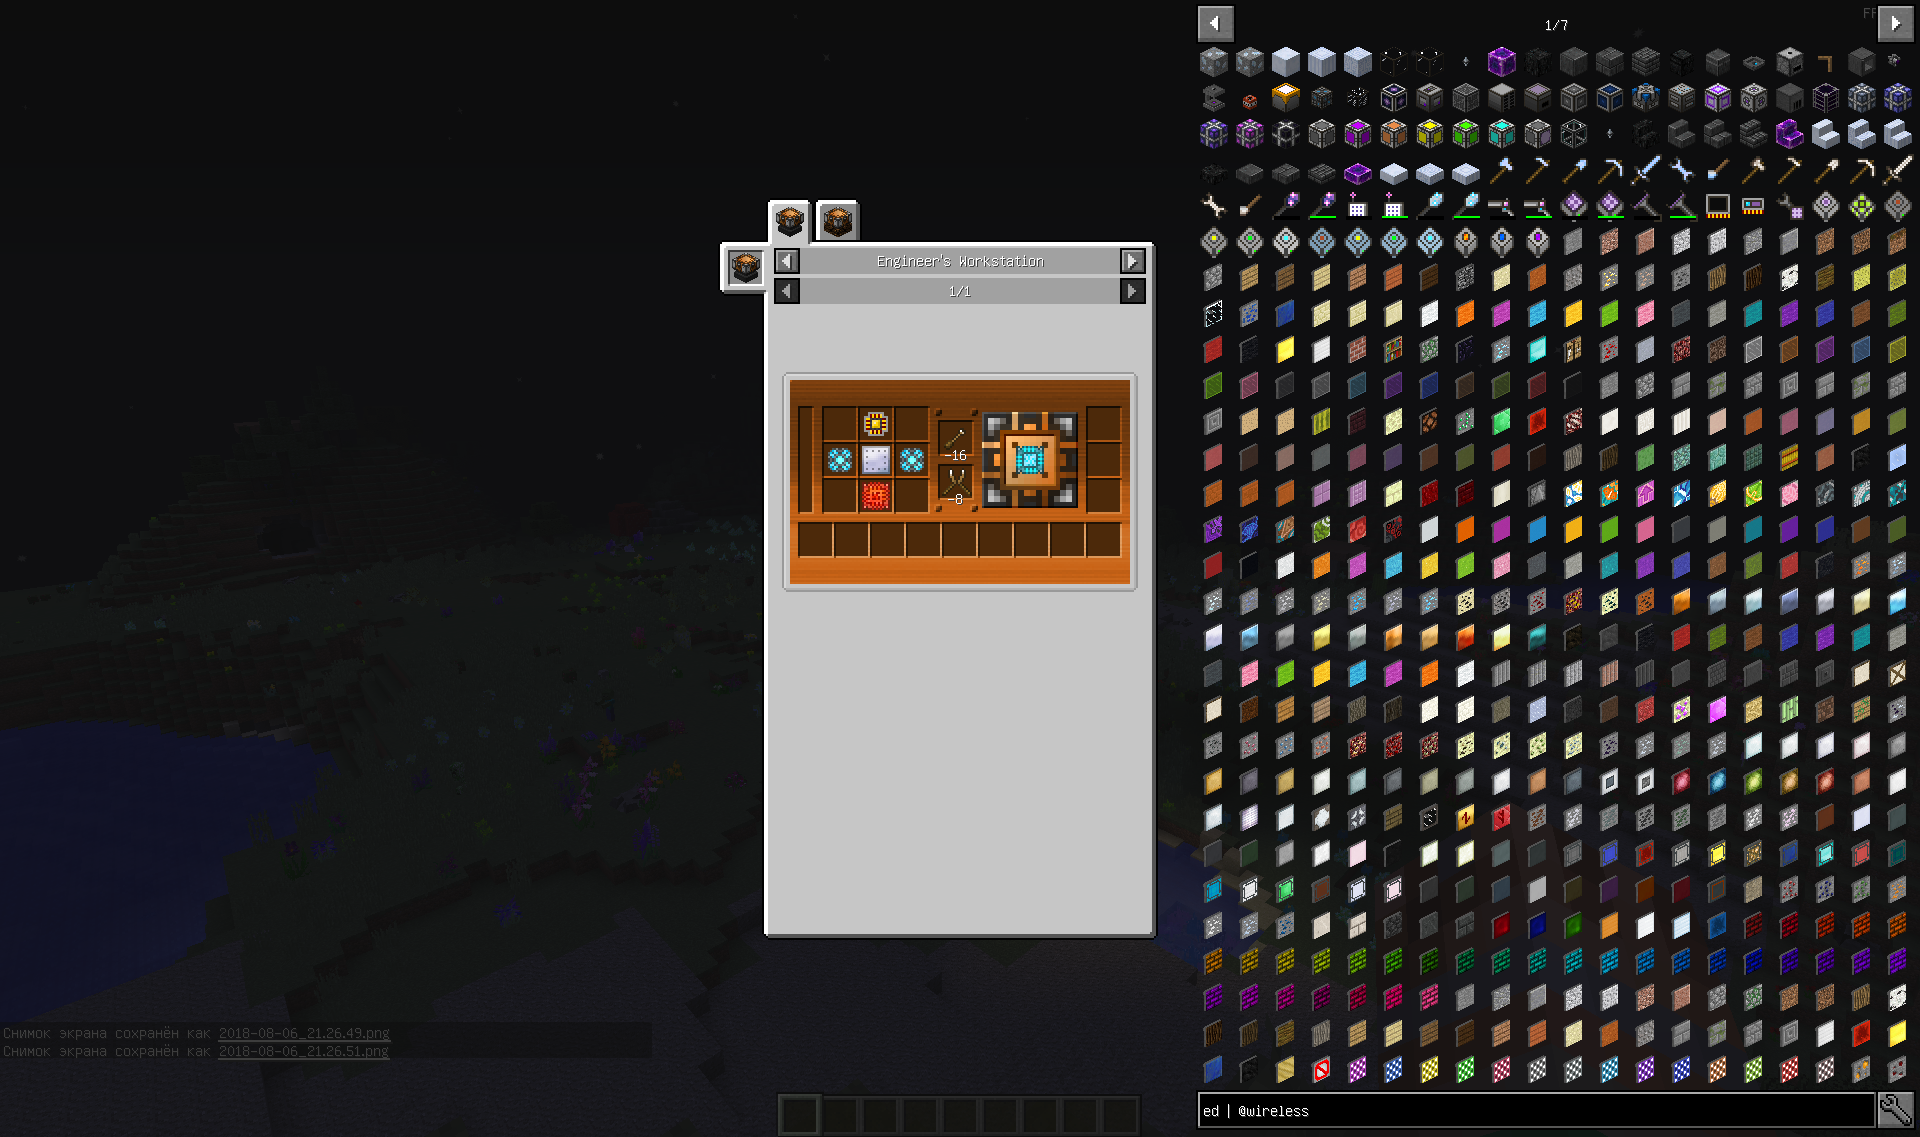 1/7
Engineer's Workstation
1/1
-16
-8
Снимок экрана сохранён как 2018-08-06_21.26.49.png
Снимок экрана сохранён как 2018-08-06_21.26.51.png
ed | @wireless